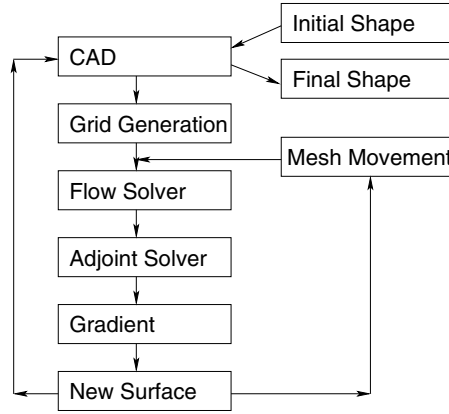 Initial Shape
CAD
Final Shape
Grid Generation
Mesh Movement
Flow Solver
Adjoint Solver
Gradient
New Surface